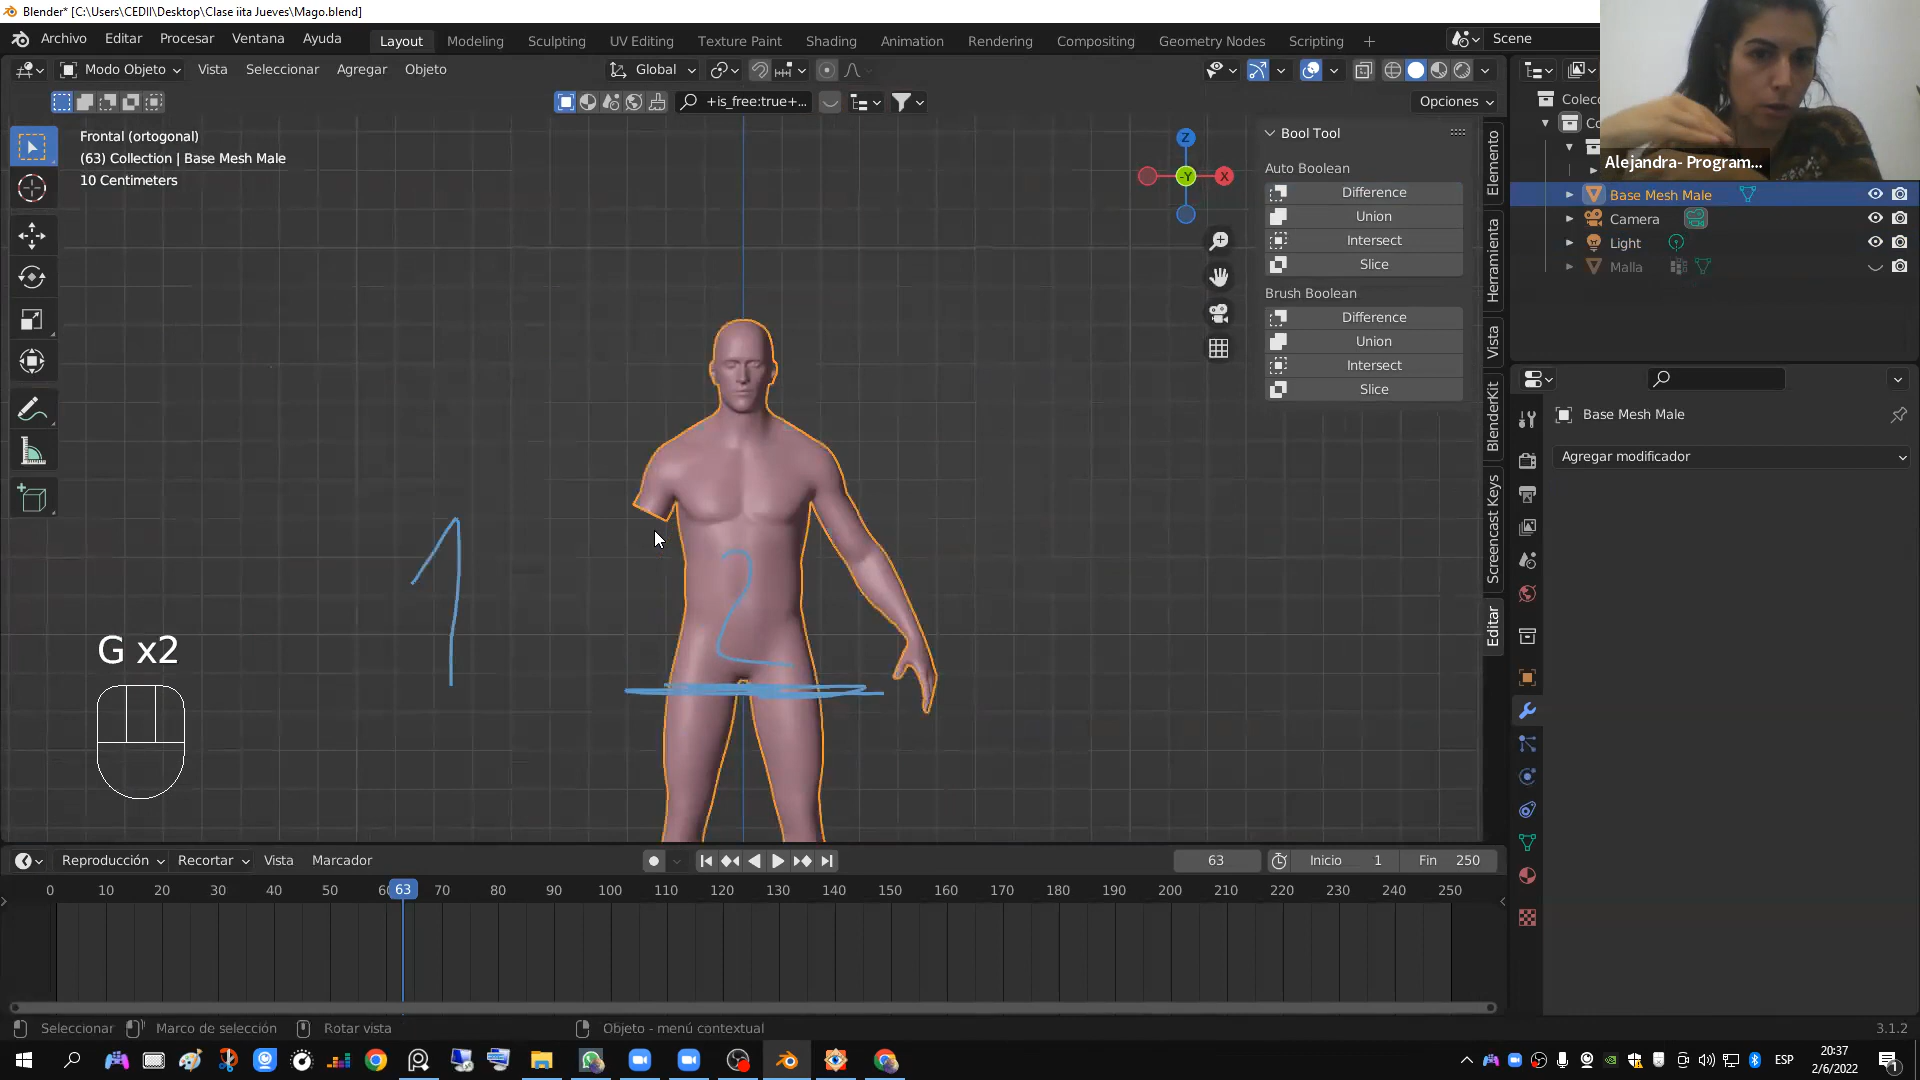 Blender* [C:\Users\CEDII\Desktop\Clase iita Jueves\Mago.blend]
Archivo Editar Procesar Ventana Ayuda Layout Modeling Sculpting UV Editing Texture Paint Shading Animation Rendering Compositing Geometry Nodes Scripting + Scene
Modo Objeto Vista Seleccionar Agregar Objeto Global
+is_free:true+... Opciones
Frontal (ortogonal)
(63) Collection | Base Mesh Male
10 Centimeters
Z
-Y
X
Bool Tool
Auto Boolean
Difference
Union
Intersect
Slice
Brush Boolean
Difference
Union
Intersect
Slice
Elemento
Herramienta
Vista
BlenderKit
Screencast Keys
Editar
Alejandra- Program...
Base Mesh Male
Camera
Light
Malla
Base Mesh Male
Agregar modificador
1
2
G x2
Reproducción Recortar Vista Marcador 63 Inicio 1 Fin 250
0 10 20 30 40 50 63 70 80 90 100 110 120 130 140 150 160 170 180 190 200 210 220 230 240 250
Seleccionar Marco de selección Rotar vista Objeto - menú contextual 3.1.2
ESP
20:37
2/6/2022
1